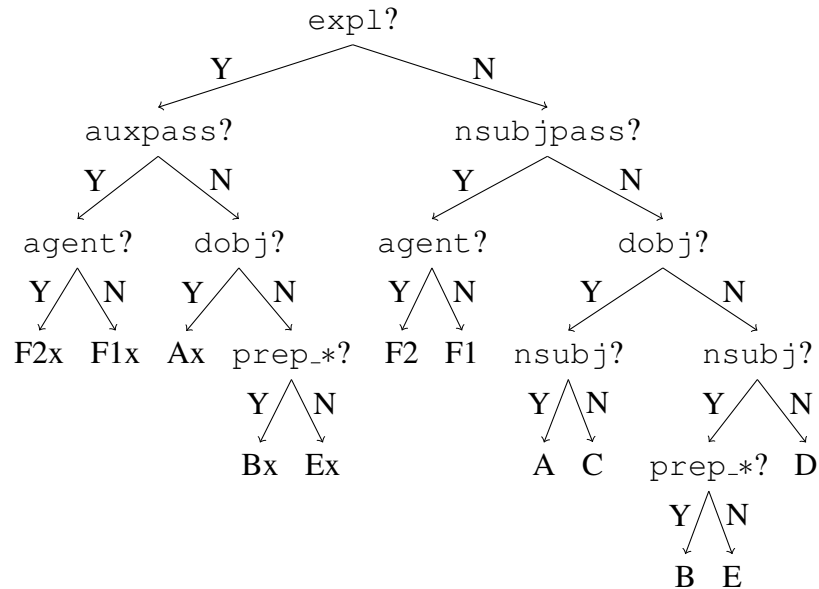 expl?
Y N
auxpass? nsubjpass?
Y N Y N
agent? dobj? agent? dobj?
Y N Y N Y N Y N
F2x F1x Ax prep_*? F2 F1 nsubj? nsubj?
Y N Y N Y N
Bx Ex A C prep_*? D
Y N
B E